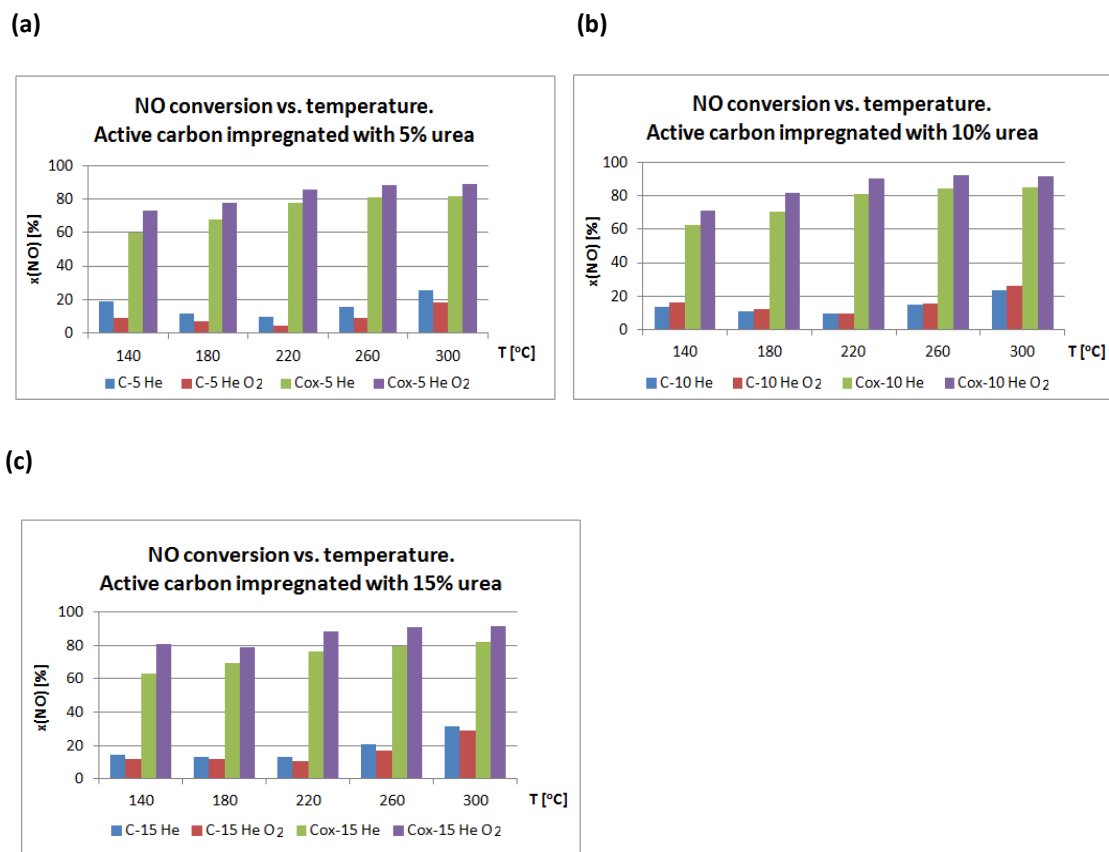 (a)
(b)
NO conversion vs. temperature.
Active carbon impregnated with 5% urea
100
80
60
40
20
0
x(NO) [%]
140 180 220 260 300 T [°C]
C-5 He C-5 He O2 Cox-5 He Cox-5 He O2
NO conversion vs. temperature.
Active carbon impregnated with 10% urea
100
80
60
40
20
0
x(NO) [%]
140 180 220 260 300 T [°C]
C-10 He C-10 He O2 Cox-10 He Cox-10 He O2
(c)
NO conversion vs. temperature.
Active carbon impregnated with 15% urea
100
80
60
40
20
0
x(NO) [%]
140 180 220 260 300 T [°C]
C-15 He C-15 He O2 Cox-15 He Cox-15 He O2